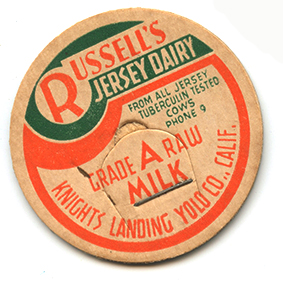 RUSSELL'S
JERSEY DAIRY
FROM ALL JERSEY
TUBERCULIN TESTED
COWS
PHONE 9
GRADE A RAW
MILK
KNIGHTS LANDING YOLO CO., CALIF.